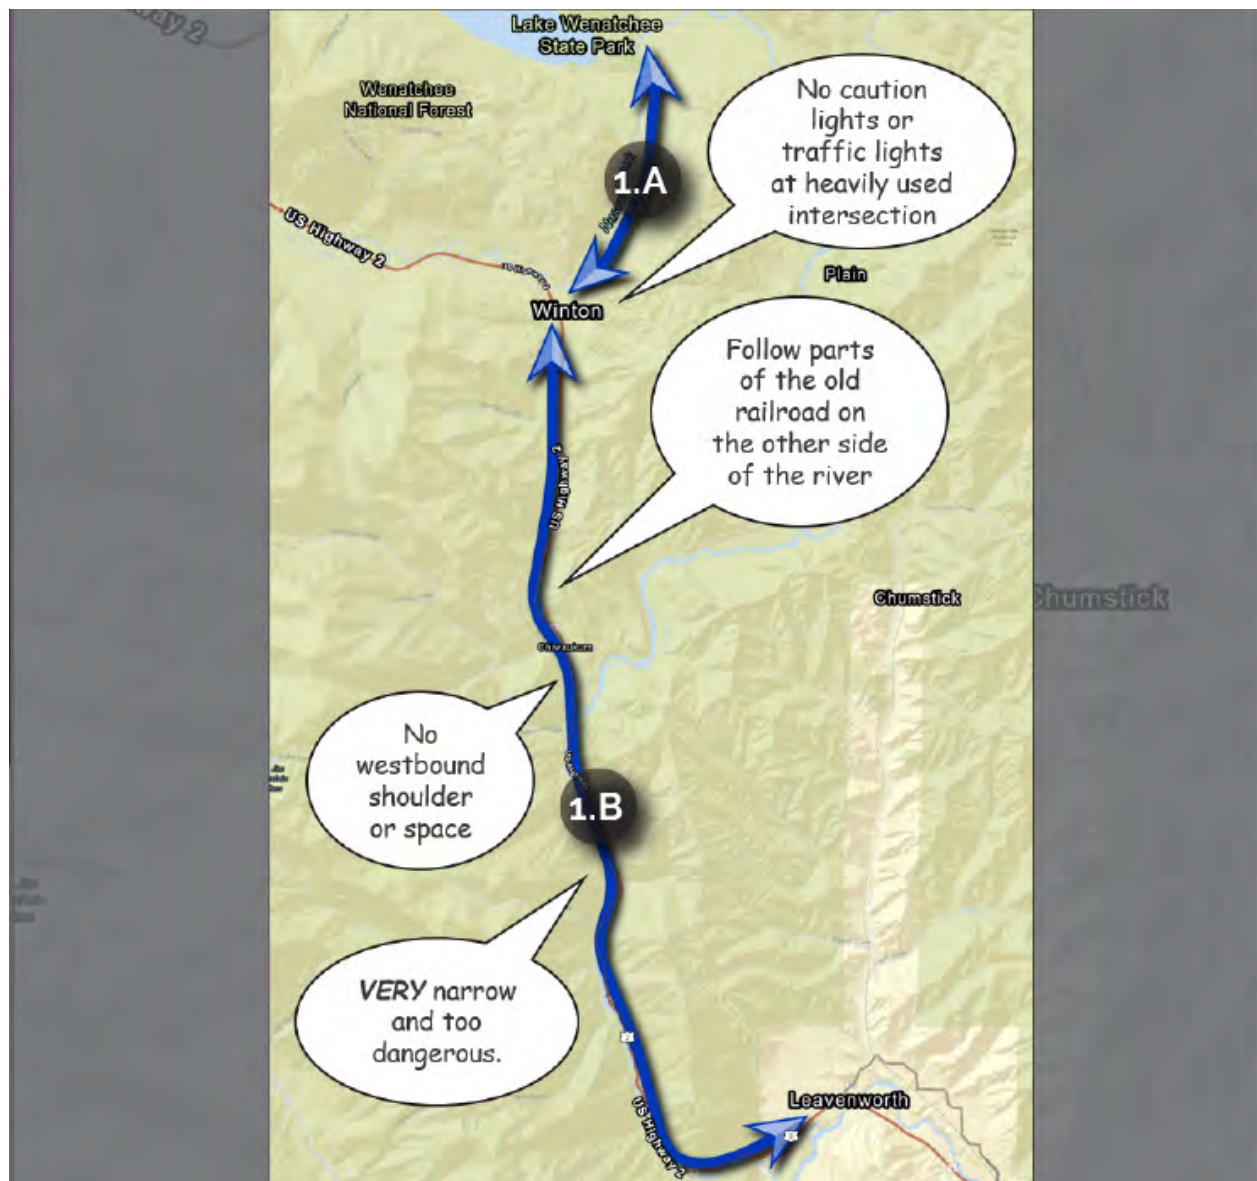 way 2
Lake Wenatchee
State Park
Wenatchee
National Forest
No caution
lights or
traffic lights
at heavily used
intersection
1.A
US Highway 2
Plain
Winton
Follow parts
of the old
railroad on
the other side
of the river
US Highway 2
Chumstick
Chumstick
No
westbound
shoulder
or space
1.B
VERY narrow
and too
dangerous.
2
Leavenworth
2
US Highway 2